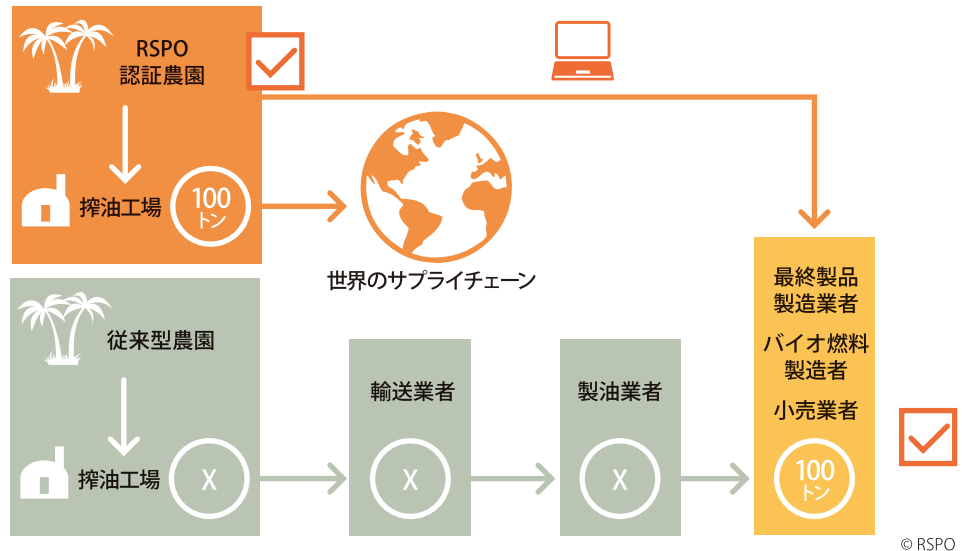 RSPO
認証農園
搾油工場
100
トン
世界のサプライチェーン
従来型農園
搾油工場
X
輸送業者
X
製油業者
X
最終製品
製造業者
バイオ燃料
製造者
小売業者
100
トン
© RSPO